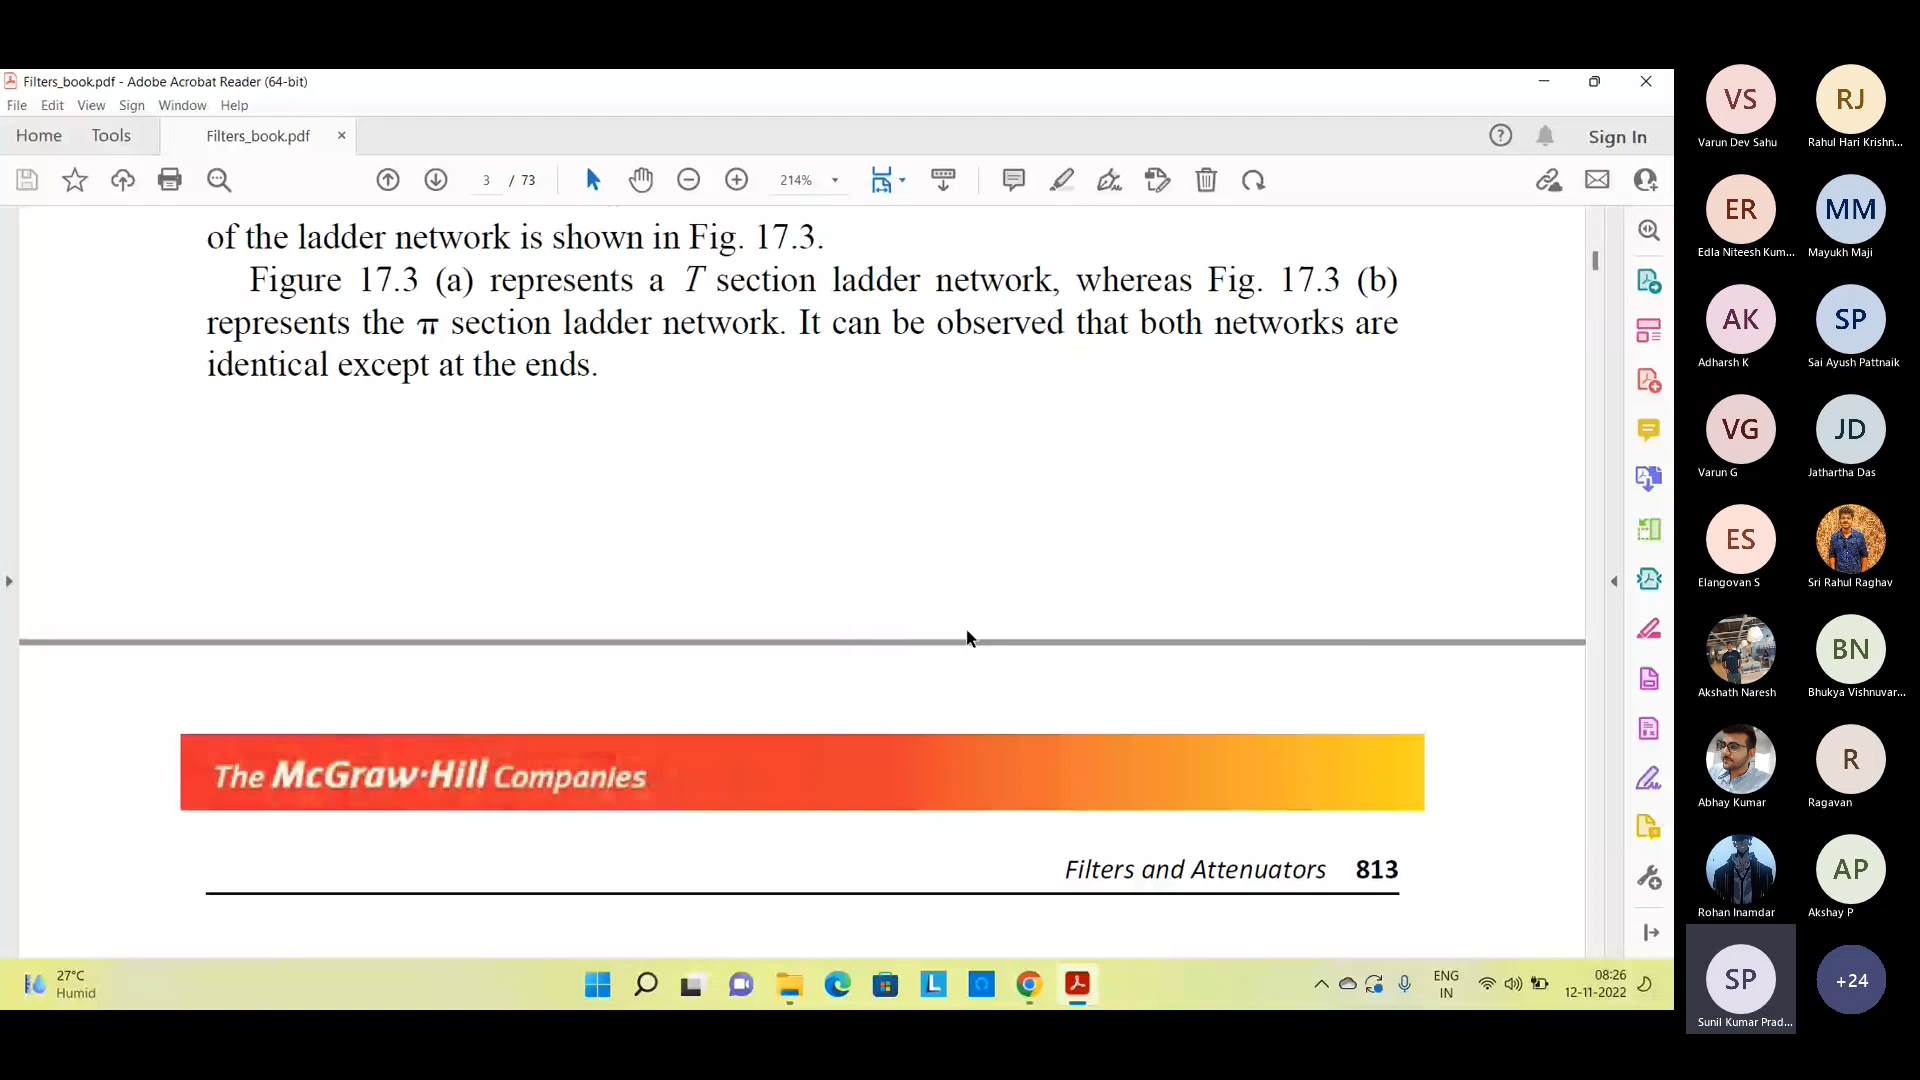 Filters_book.pdf - Adobe Acrobat Reader (64-bit)
File Edit View Sign Window Help
Home Tools Filters_book.pdf × Sign In
3 / 73 214%
of the ladder network is shown in Fig. 17.3.
Figure 17.3 (a) represents a T section ladder network, whereas Fig. 17.3 (b)
represents the π section ladder network. It can be observed that both networks are
identical except at the ends.
The McGraw·Hill Companies
Filters and Attenuators 813
27°C
Humid
ENG
IN
08:26
12-11-2022
VS
Varun Dev Sahu
RJ
Rahul Hari Krishn...
ER
Edla Niteesh Kum...
MM
Mayukh Maji
AK
Adharsh K
SP
Sai Ayush Pattnaik
VG
Varun G
JD
Jathartha Das
ES
Elangovan S
Sri Rahul Raghav
Akshath Naresh
BN
Bhukya Vishnuvar...
Abhay Kumar
R
Ragavan
Rohan Inamdar
AP
Akshay P
SP
Sunil Kumar Prad...
+24